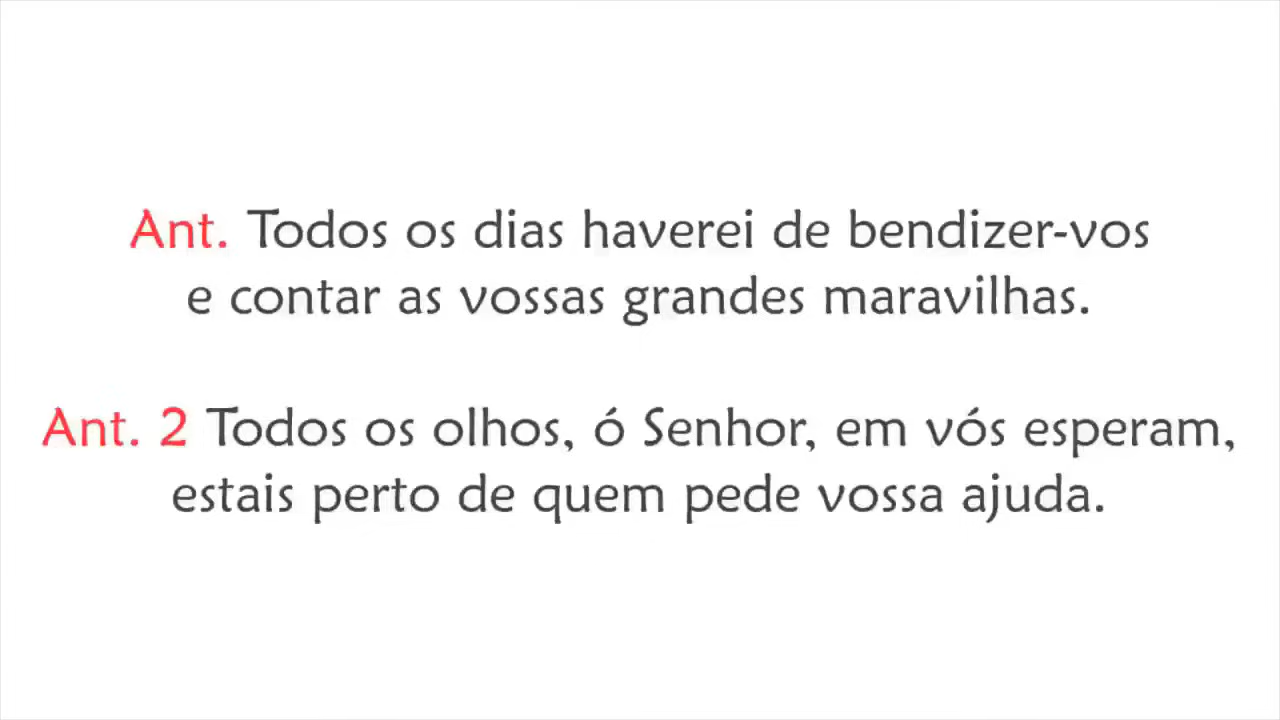 Ant. Todos os dias haverei de bendizer-vos
e contar as vossas grandes maravilhas.
Ant. 2 Todos os olhos, ó Senhor, em vós esperam,
estais perto de quem pede vossa ajuda.